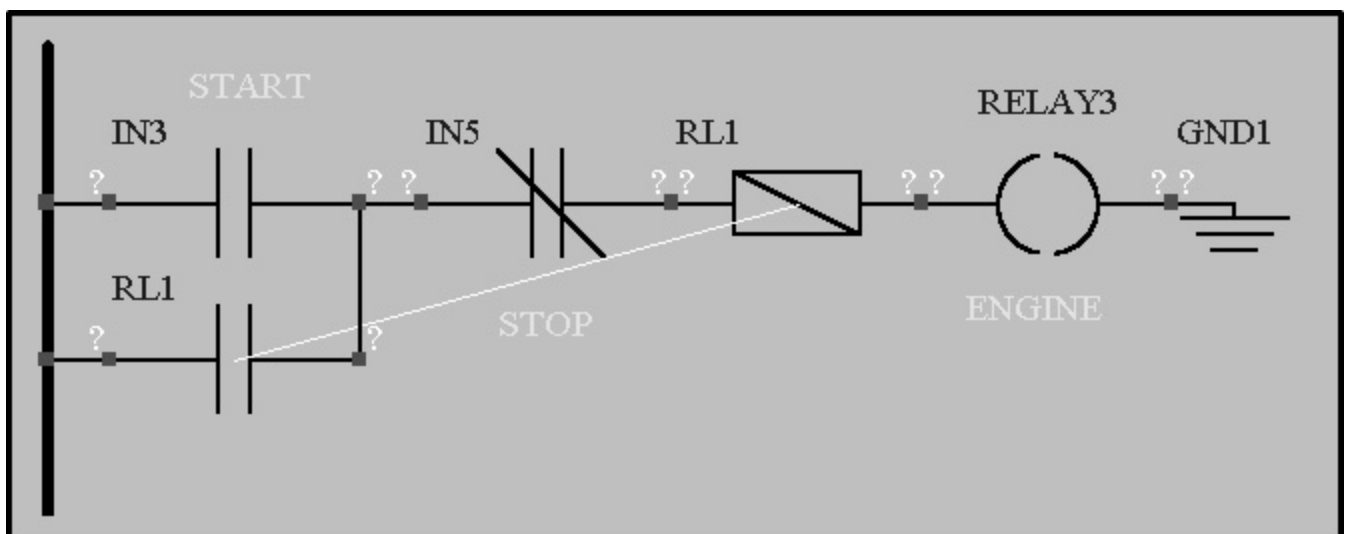 START
RELAY3
IN3
IN5
RL1
GND1
? ? ? ? ? ? ? ? ?
RL1
ENGINE
STOP
? ?